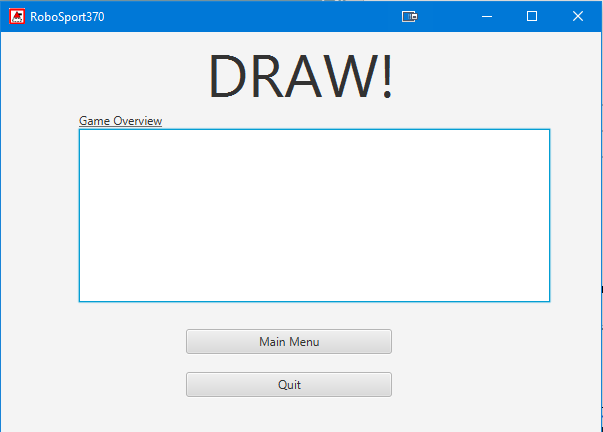 RoboSport370
DRAW!
Game Overview
Main Menu
Quit